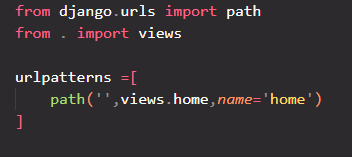 from django.urls import path
from . import views
urlpatterns =[
    path('',views.home,name='home')
]